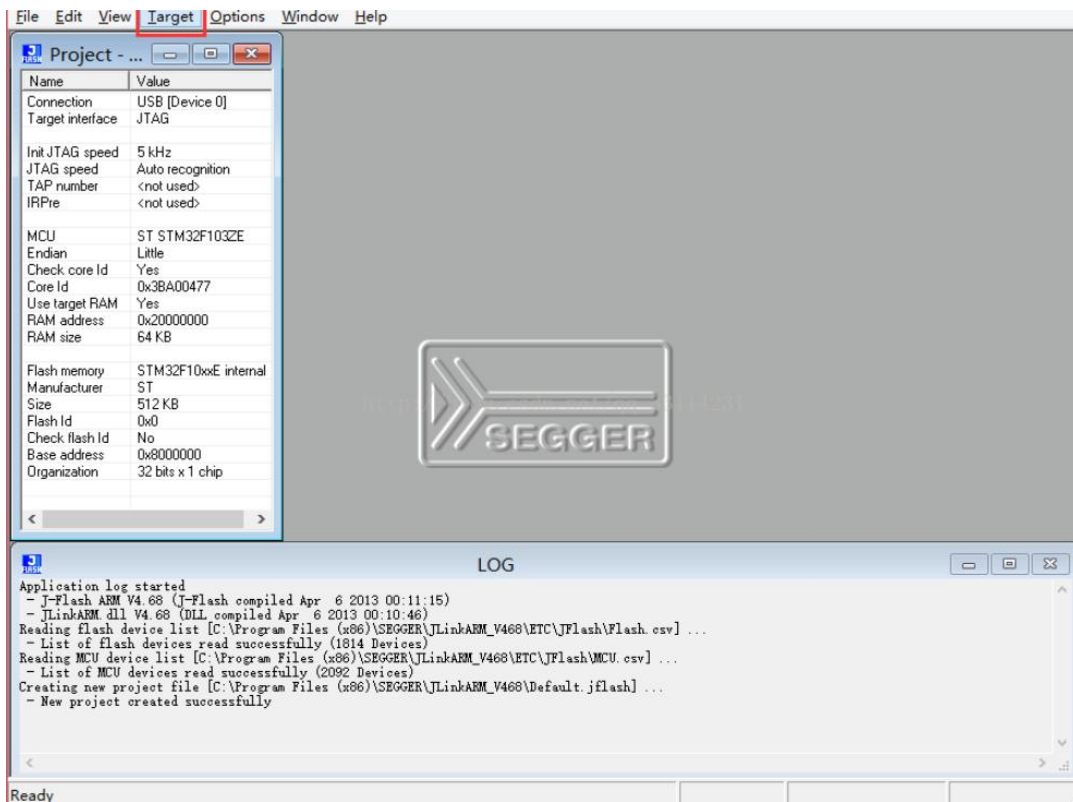 File Edit View Target Options Window Help
Project - ...
Name Value
Connection USB [Device 0]
Target interface JTAG
Init JTAG speed 5 kHz
JTAG speed Auto recognition
TAP number <not used>
IRPre <not used>
MCU ST STM32F103ZE
Endian Little
Check core Id Yes
Core Id 0x3BA00477
Use target RAM Yes
RAM address 0x20000000
RAM size 64 KB
Flash memory STM32F10xxE internal
Manufacturer ST
Size 512 KB
Flash Id 0x0
Check flash Id No
Base address 0x8000000
Organization 32 bits x 1 chip
SEGGER
LOG
Application log started
- J-Flash ARM V4.68 (J-Flash compiled Apr 6 2013 00:11:15)
- JLinkARM.dll V4.68 (DLL compiled Apr 6 2013 00:10:46)
Reading flash device list [C:\Program Files (x86)\SEGGER\JLinkARM_V468\ETC\JFlash\Flash.csv] ...
- List of flash devices read successfully (1814 Devices)
Reading MCU device list [C:\Program Files (x86)\SEGGER\JLinkARM_V468\ETC\JFlash\MCU.csv] ...
- List of MCU devices read successfully (2092 Devices)
Creating new project file [C:\Program Files (x86)\SEGGER\JLinkARM_V468\Default.jflash] ...
- New project created successfully
Ready